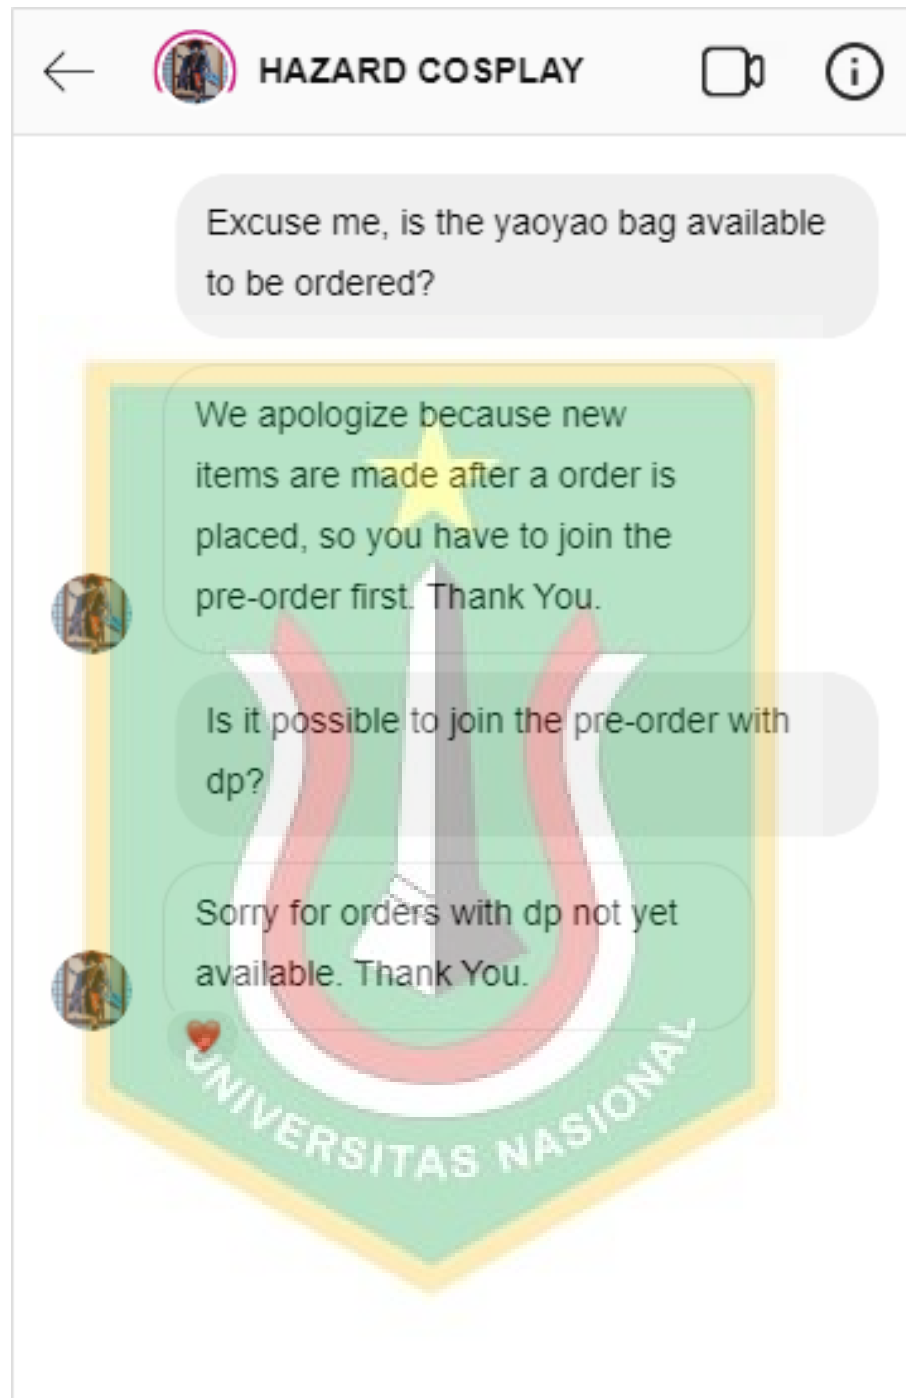 HAZARD COSPLAY
Excuse me, is the yaoyao bag available
to be ordered?
We apologize because new
items are made after a order is
placed, so you have to join the
pre-order first. Thank You.
Is it possible to join the pre-order with
dp?
Sorry for orders with dp not yet
available. Thank You.
UNIVERSITAS NASIONAL